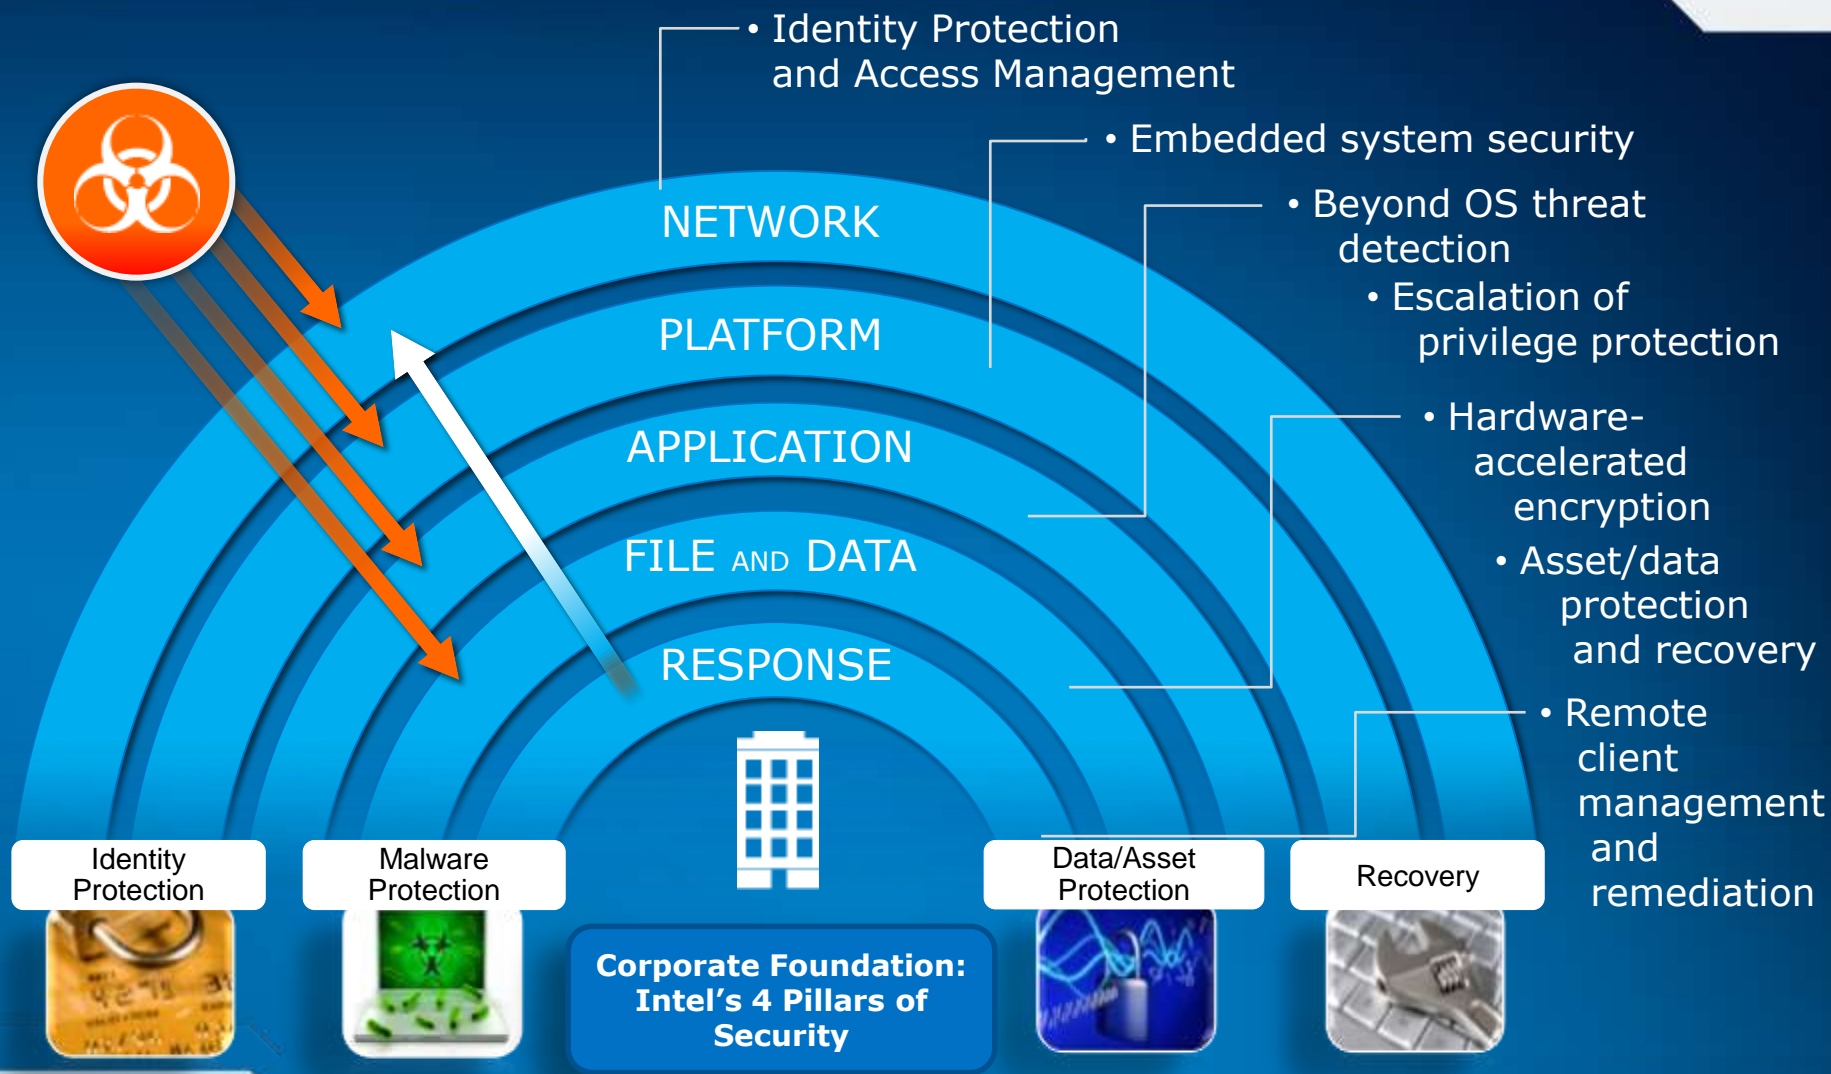 • Identity Protection
and Access Management
• Embedded system security
• Beyond OS threat
detection
• Escalation of
privilege protection
• Hardware-
accelerated
encryption
• Asset/data
protection
and recovery
• Remote
client
management
and
remediation
NETWORK
PLATFORM
APPLICATION
FILE AND DATA
RESPONSE
Identity
Protection
Malware
Protection
Data/Asset
Protection
Recovery
Corporate Foundation:
Intel’s 4 Pillars of
Security